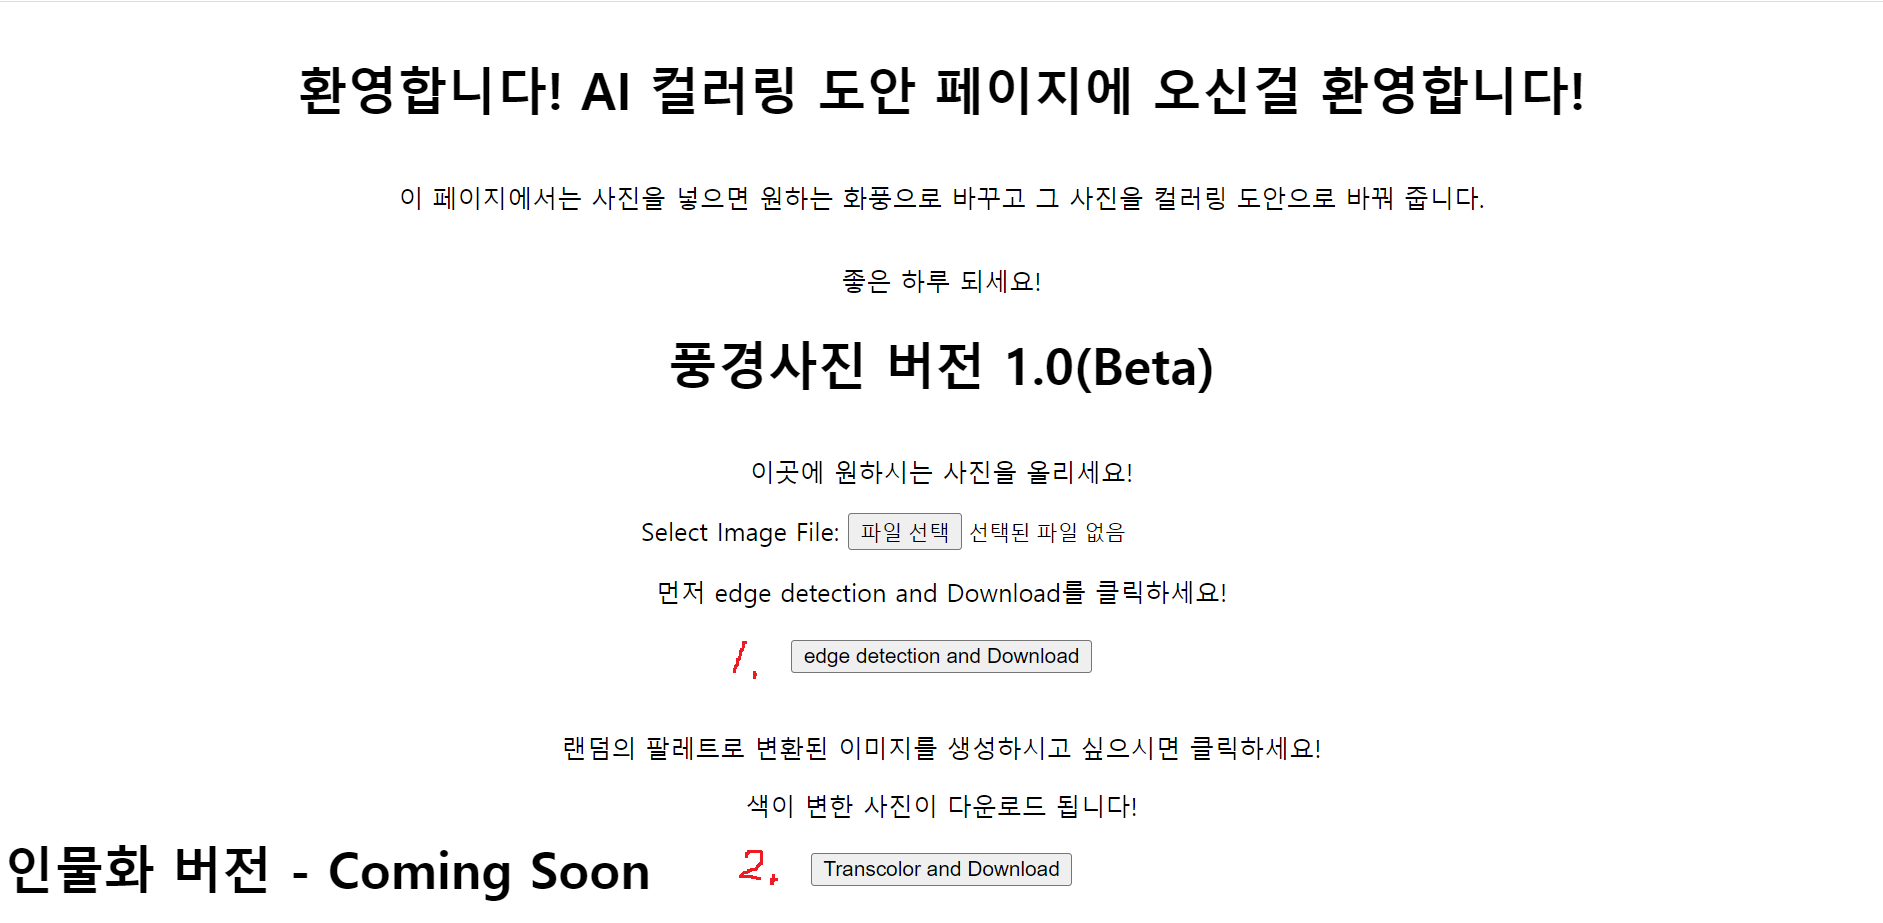 환영합니다! AI 컬러링 도안 페이지에 오신걸 환영합니다!
이 페이지에서는 사진을 넣으면 원하는 화풍으로 바꾸고 그 사진을 컬러링 도안으로 바꿔 줍니다.
좋은 하루 되세요!
풍경사진 버전 1.0(Beta)
이곳에 원하시는 사진을 올리세요!
Select Image File: 파일 선택 선택된 파일 없음
먼저 edge detection and Download를 클릭하세요!
1. edge detection and Download
랜덤의 팔레트로 변환된 이미지를 생성하시고 싶으시면 클릭하세요!
색이 변한 사진이 다운로드 됩니다!
인물화 버전 - Coming Soon
2. Transcolor and Download